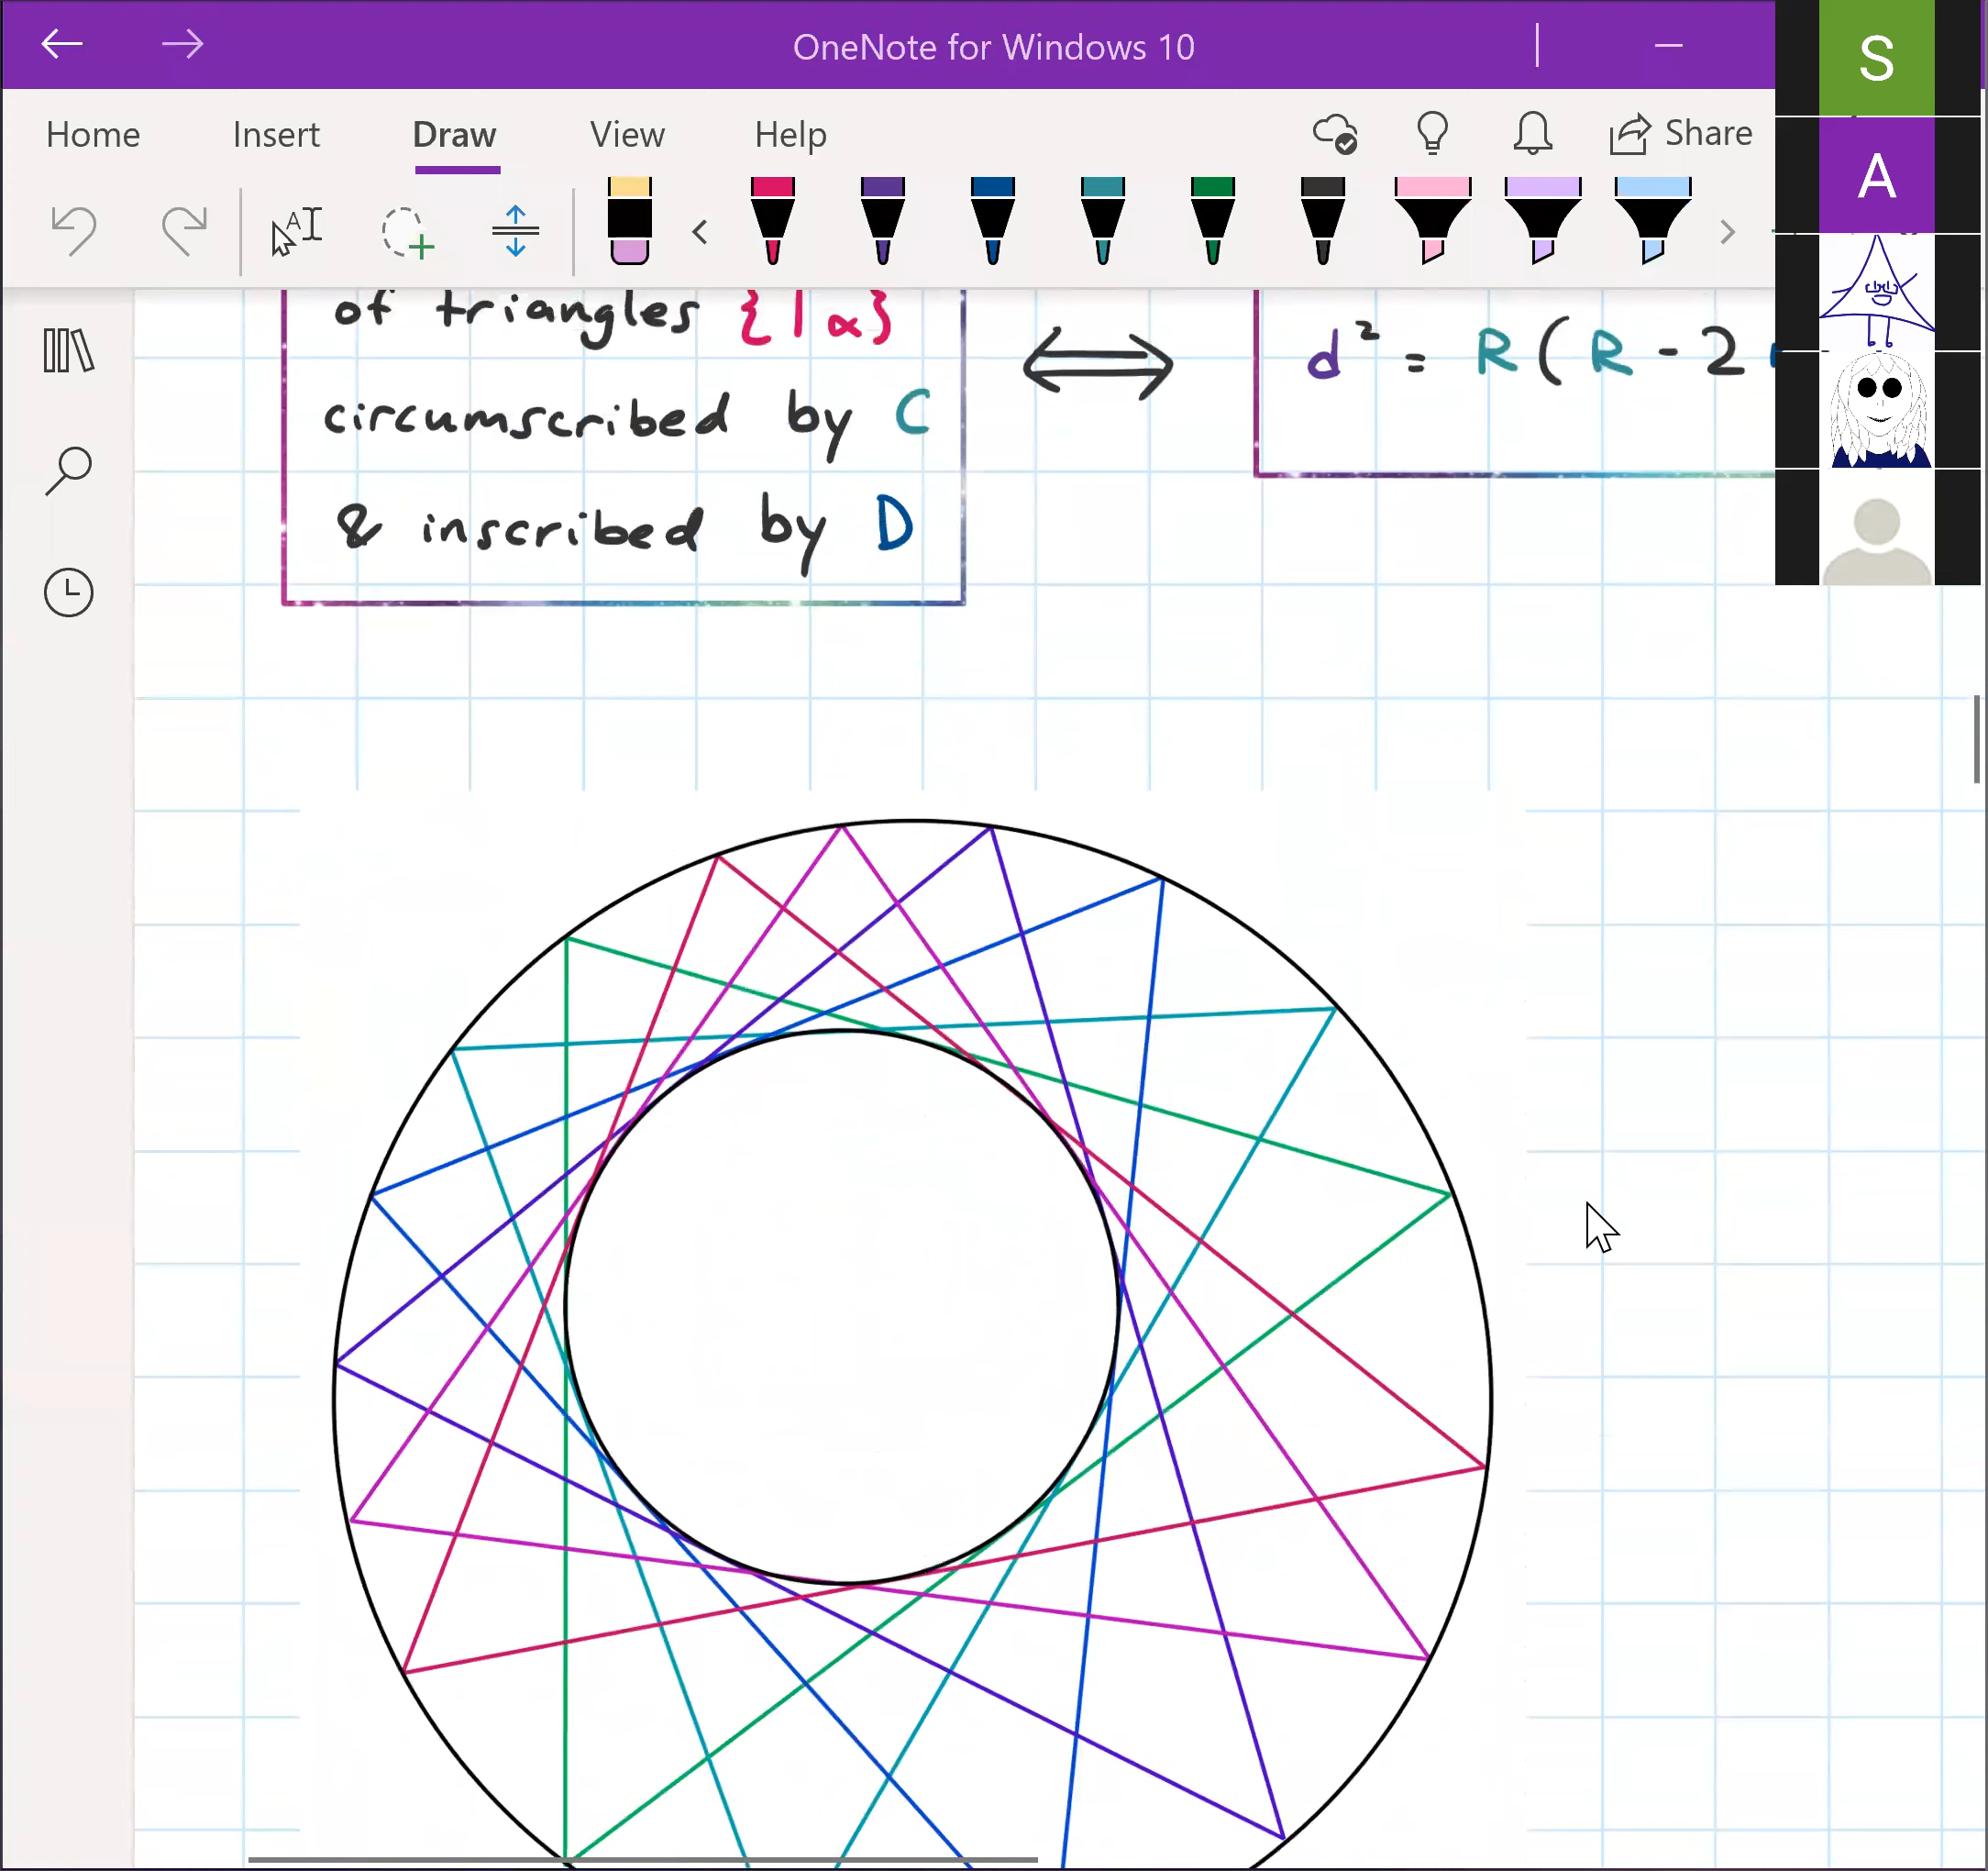 OneNote for Windows 10
S
Home Insert Draw View Help Share
A
of triangles { | α}
circumscribed by C
& inscribed by D
⟺
d² = R ( R - 2